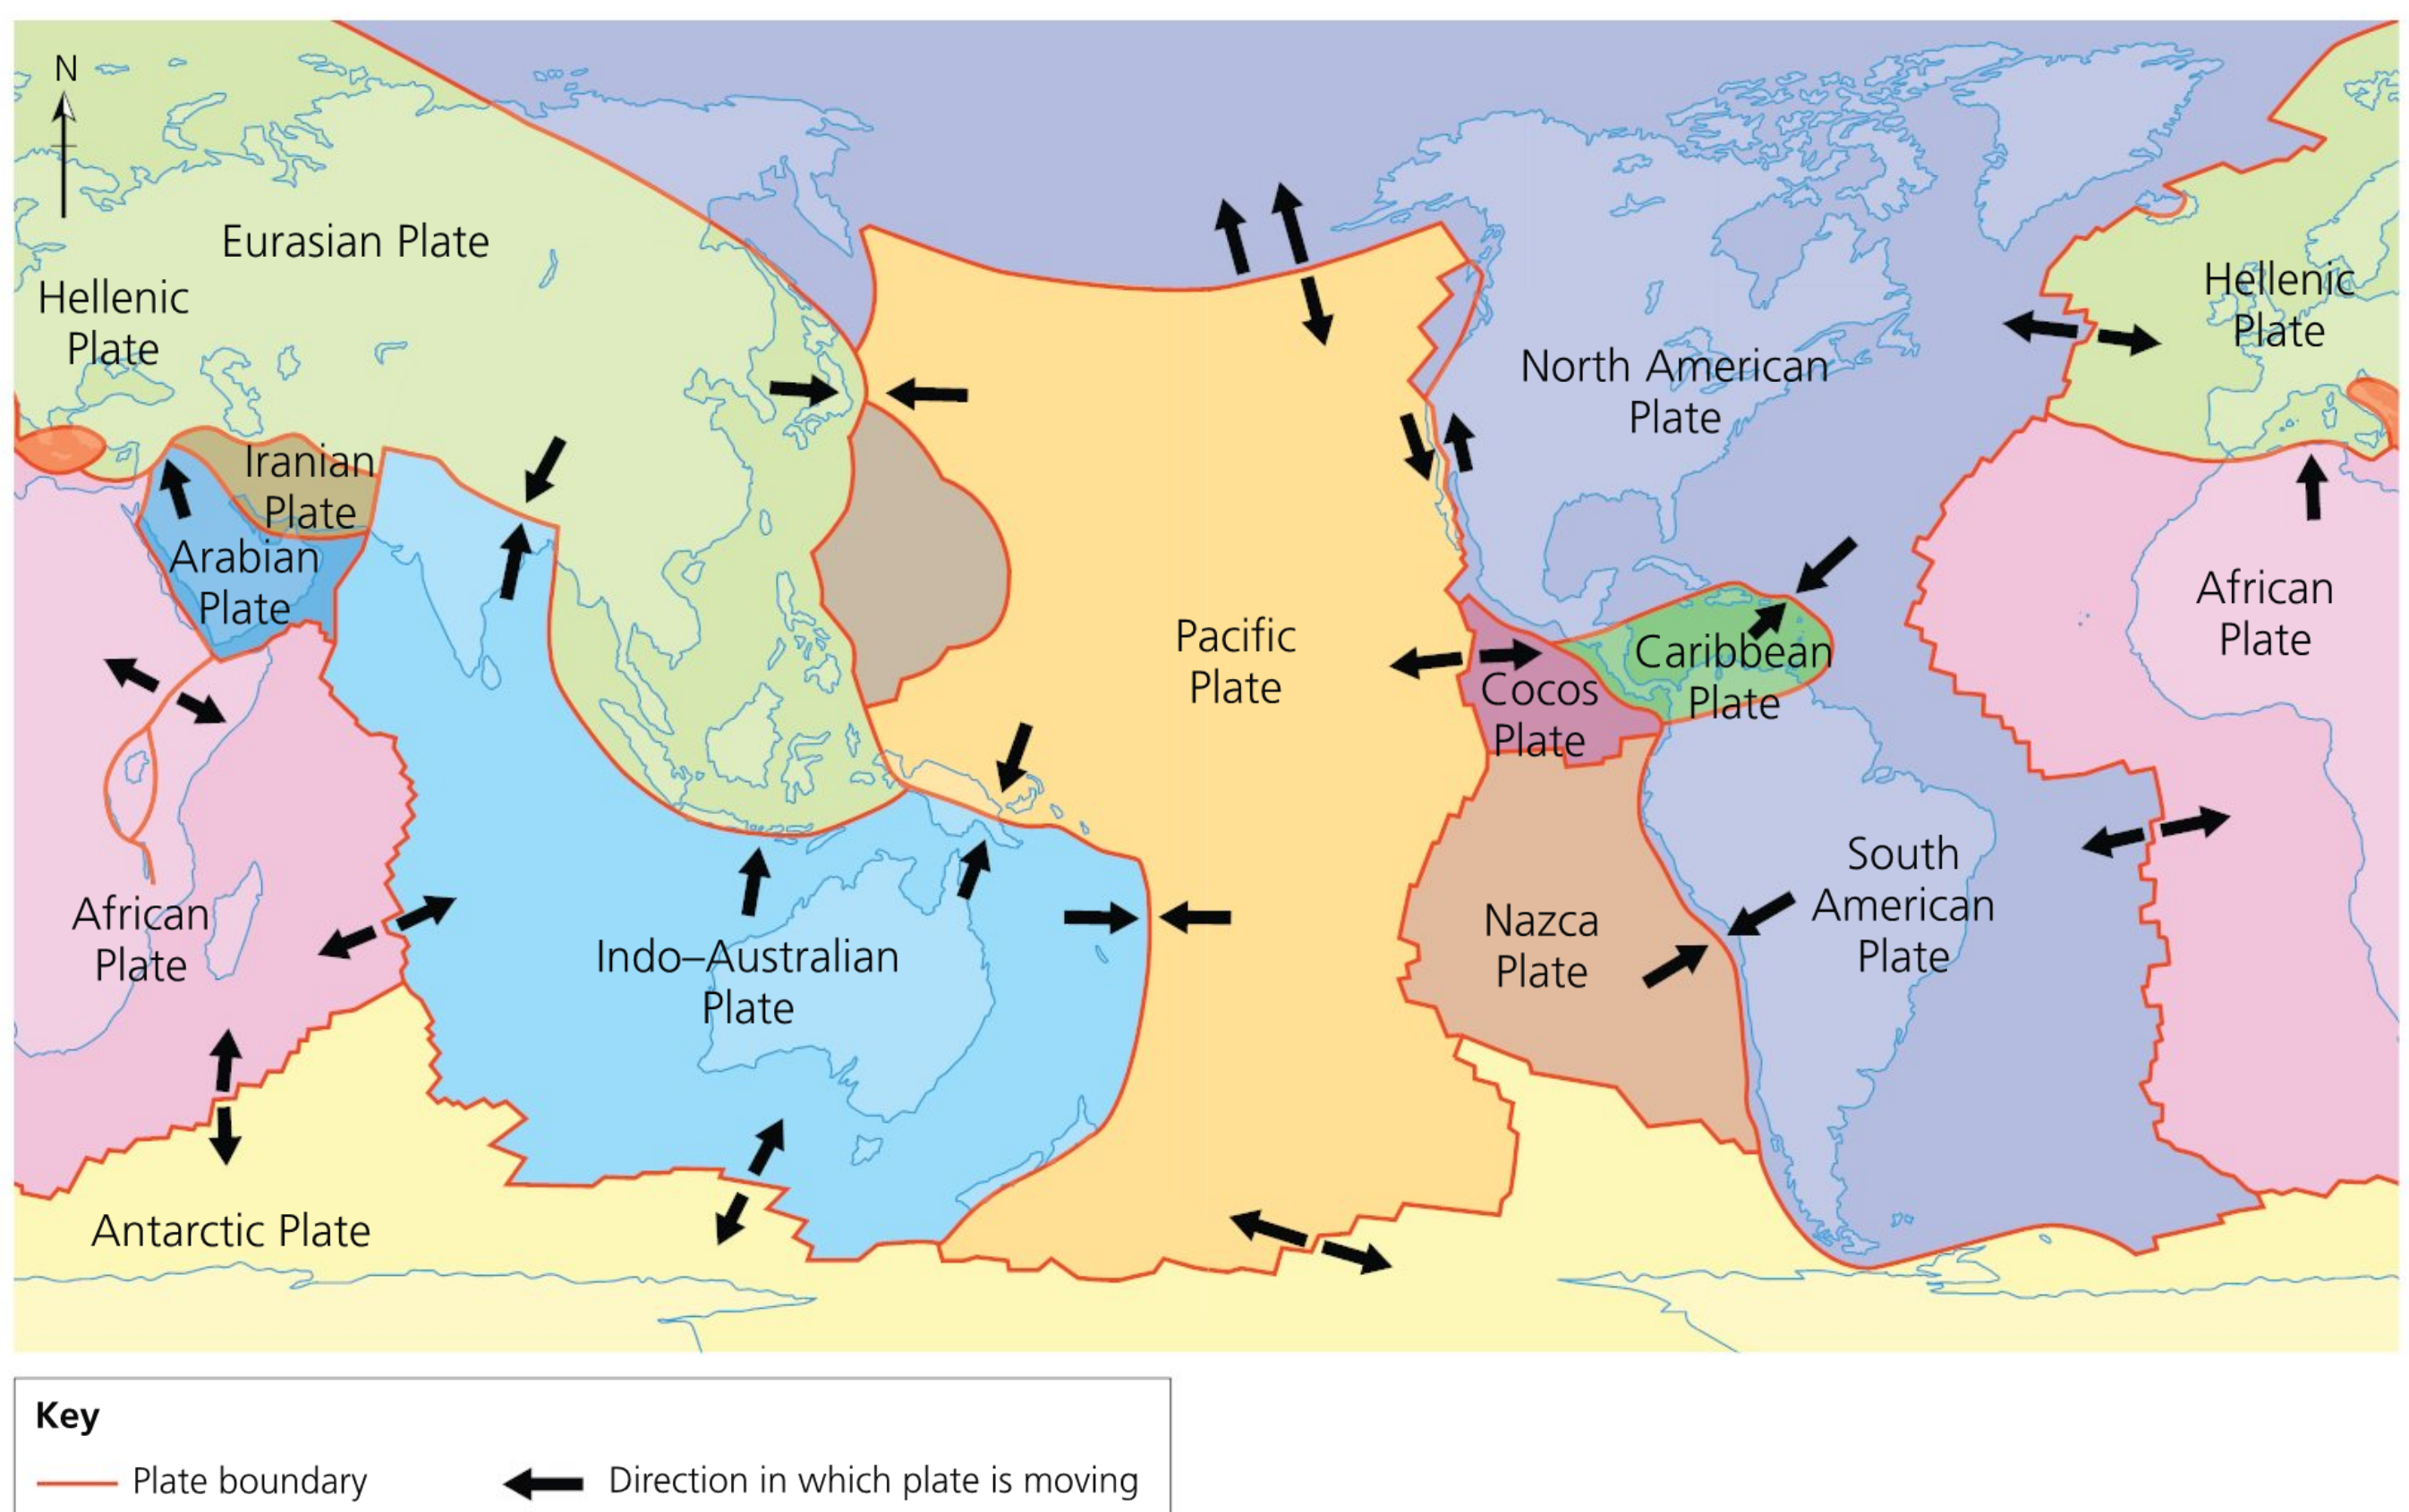 N
Eurasian Plate
Hellenic
Plate
Hellenic
Plate
North American
Plate
Iranian
Plate
Arabian
Plate
African
Plate
Pacific
Plate
Caribbean
Plate
Cocos
Plate
South
American
Plate
Nazca
Plate
African
Plate
Indo–Australian
Plate
Antarctic Plate
Key
Plate boundary
Direction in which plate is moving